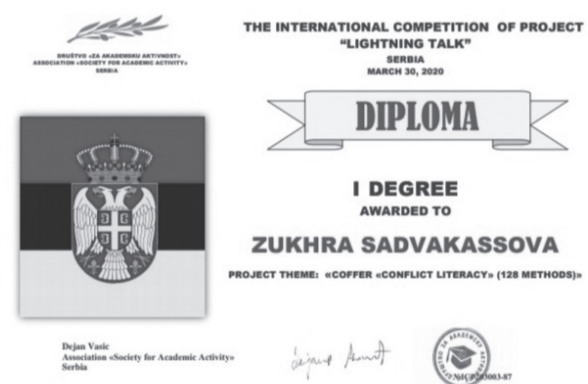 DRUŠTVO «ZA AKADEMSKU AKTIVNOST»
ASSOCIATION «SOCIETY FOR ACADEMIC ACTIVITY»
SERBIA
THE INTERNATIONAL COMPETITION OF PROJECT
“LIGHTNING TALK”
SERBIA
MARCH 30, 2020
DIPLOMA
I DEGREE
AWARDED TO
ZUKHRA SADVAKASSOVA
PROJECT THEME: «COFFER «CONFLICT LITERACY» (128 METHODS)»
Dejan Vasic
Association «Society for Academic Activity»
Serbia